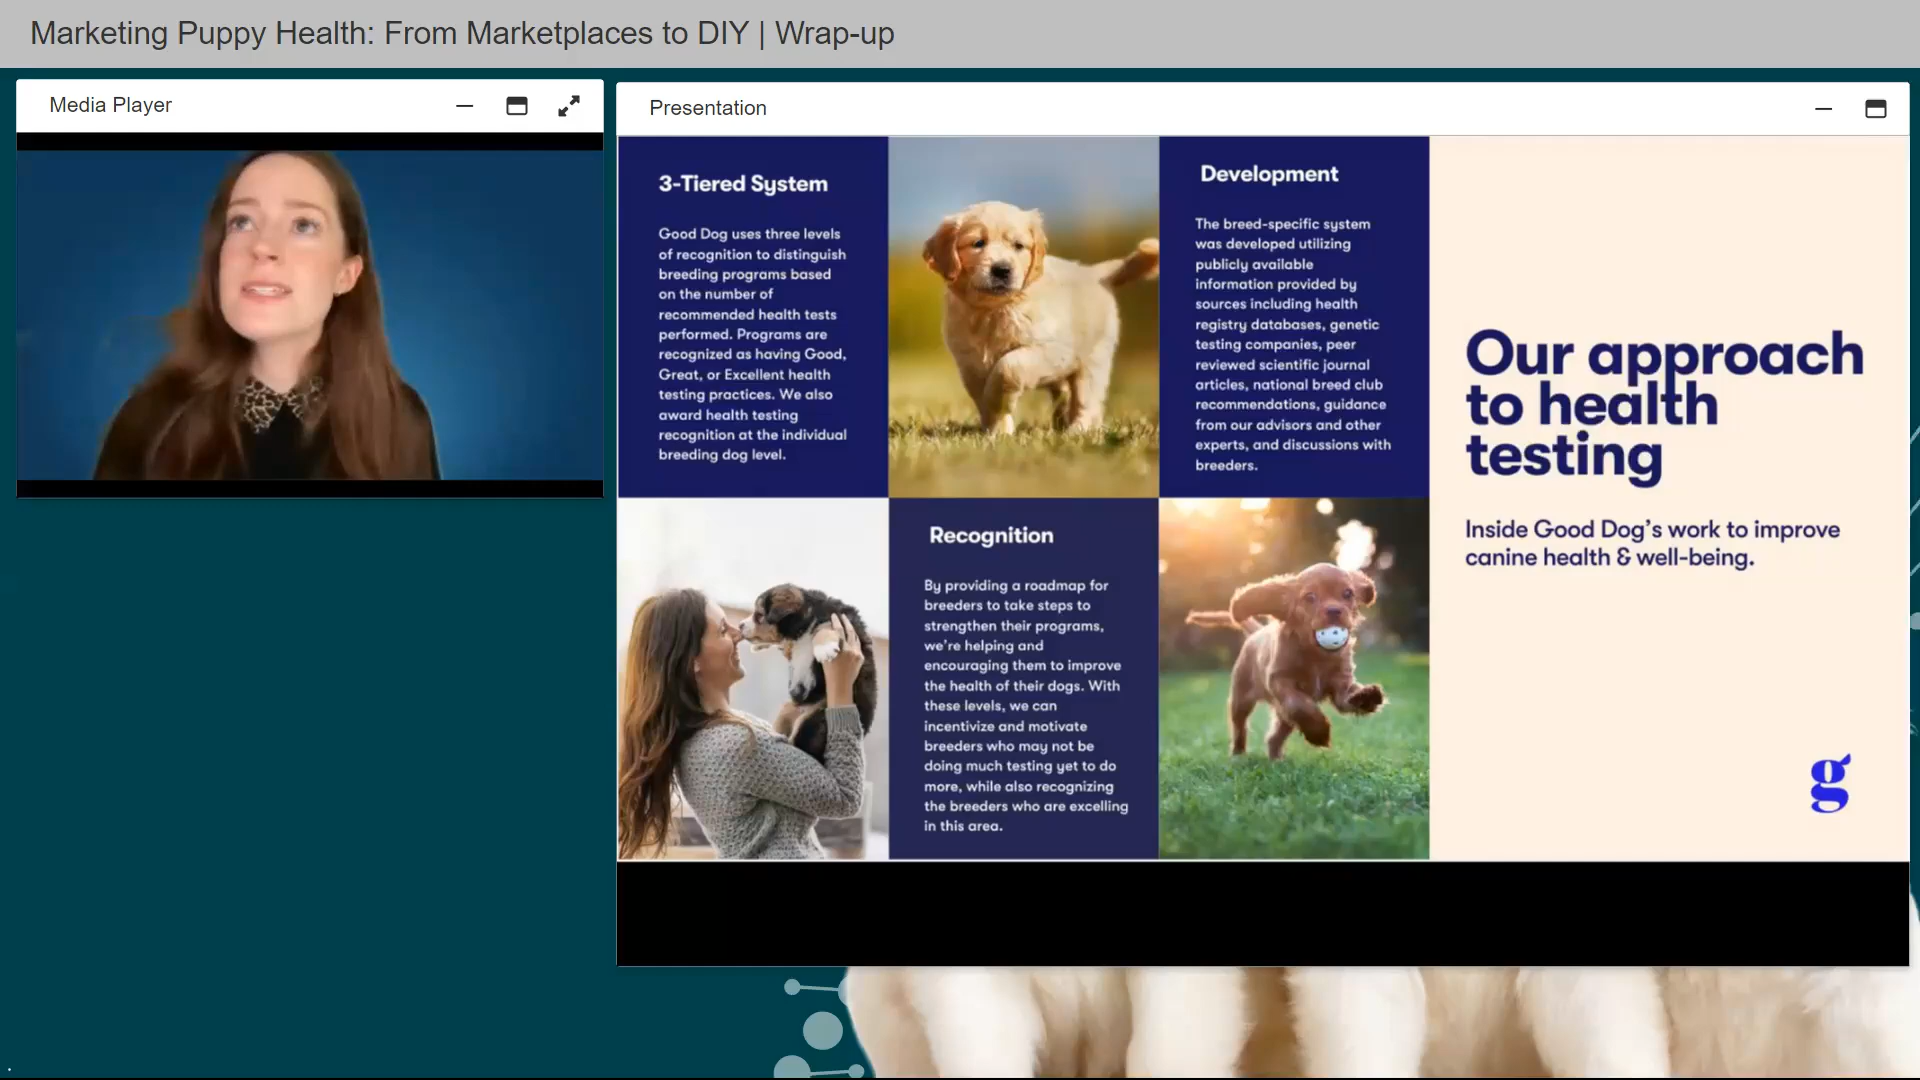 Marketing Puppy Health: From Marketplaces to DIY | Wrap-up
Media Player
Presentation
3-Tiered System
Good Dog uses three levels
of recognition to distinguish
breeding programs based
on the number of
recommended health tests
performed. Programs are
recognized as having Good,
Great, or Excellent health
testing practices. We also
award health testing
recognition at the individual
breeding dog level.
Development
The breed-specific system
was developed utilizing
publicly available
information provided by
sources including health
registry databases, genetic
testing companies, peer
reviewed scientific journal
articles, national breed club
recommendations, guidance
from our advisors and other
experts, and discussions with
breeders.
Recognition
By providing a roadmap for
breeders to take steps to
strengthen their programs,
we're helping and
encouraging them to improve
the health of their dogs. With
these levels, we can
incentivize and motivate
breeders who may not be
doing much testing yet to do
more, while also recognizing
the breeders who are excelling
in this area.
Our approach
to health
testing
Inside Good Dog's work to improve
canine health & well-being.
g